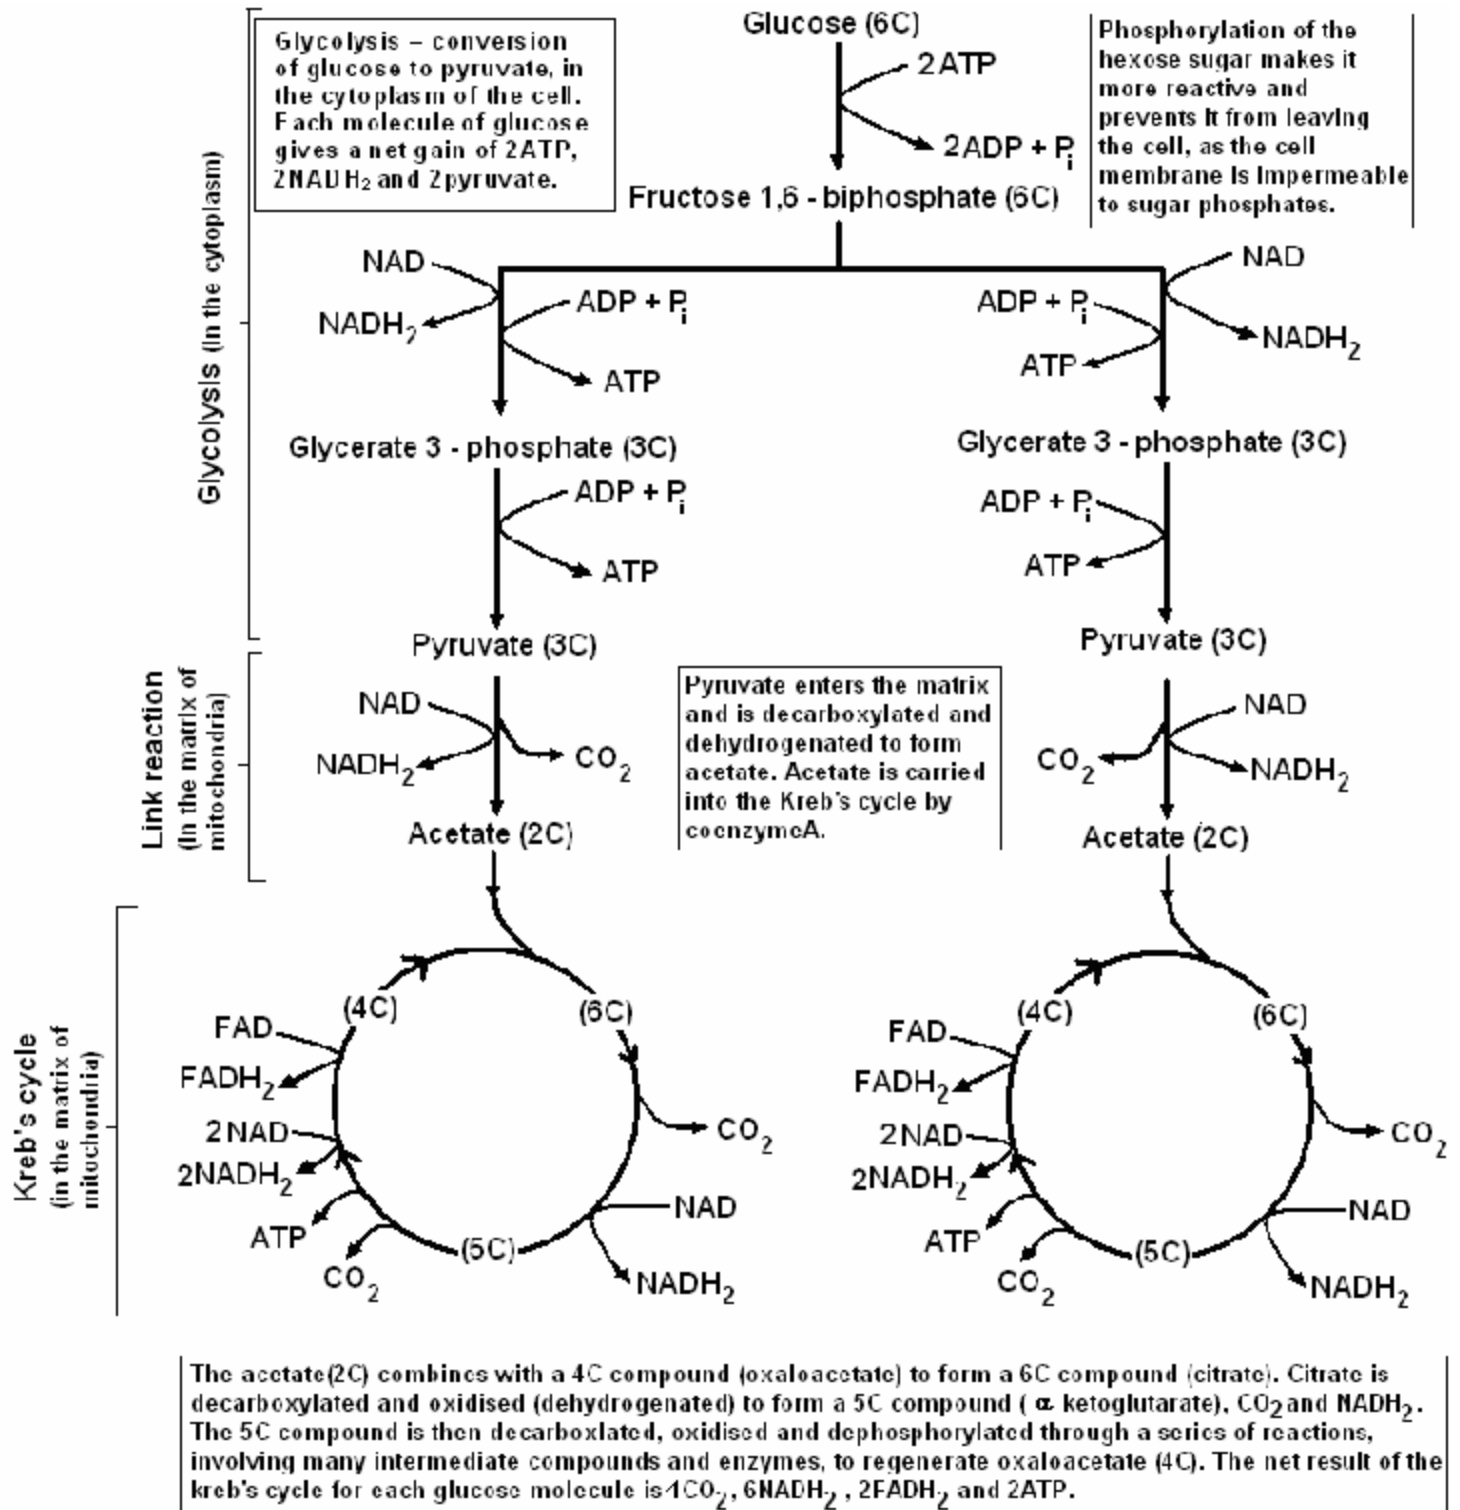 Glucose (6C)
Glycolysis – conversion
of glucose to pyruvate, in
the cytoplasm of the cell.
Each molecule of glucose
gives a net gain of 2ATP,
2NADH2 and 2pyruvate.
2ATP
2ADP + Pi
Phosphorylation of the
hexose sugar makes it
more reactive and
prevents it from leaving
the cell, as the cell
membrane is impermeable
to sugar phosphates.
Fructose 1,6 - biphosphate (6C)
Glycolysis (in the cytoplasm)
NAD
NADH2
ADP + Pi
ATP
ADP + Pi
ATP
NAD
NADH2
Glycerate 3 - phosphate (3C)
Glycerate 3 - phosphate (3C)
ADP + Pi
ATP
ADP + Pi
ATP
Pyruvate (3C)
Pyruvate (3C)
Link reaction
(in the matrix of
mitochondria)
NAD
NADH2
CO2
Pyruvate enters the matrix
and is decarboxylated and
dehydrogenated to form
acetate. Acetate is carried
into the Kreb's cycle by
coenzymeA.
CO2
NAD
NADH2
Acetate (2C)
Acetate (2C)
Kreb's cycle
(in the matrix of
mitochondria)
(4C)
(6C)
FAD
FADH2
2NAD
2NADH2
ATP
CO2
(5C)
CO2
NAD
NADH2
(4C)
(6C)
FAD
FADH2
2NAD
2NADH2
ATP
CO2
(5C)
CO2
NAD
NADH2
The acetate(2C) combines with a 4C compound (oxaloacetate) to form a 6C compound (citrate). Citrate is
decarboxylated and oxidised (dehydrogenated) to form a 5C compound ( α ketoglutarate), CO2 and NADH2.
The 5C compound is then decarboxlated, oxidised and dephosphorylated through a series of reactions,
involving many intermediate compounds and enzymes, to regenerate oxaloacetate (4C). The net result of the
kreb's cycle for each glucose molecule is 4CO2, 6NADH2 , 2FADH2 and 2ATP.